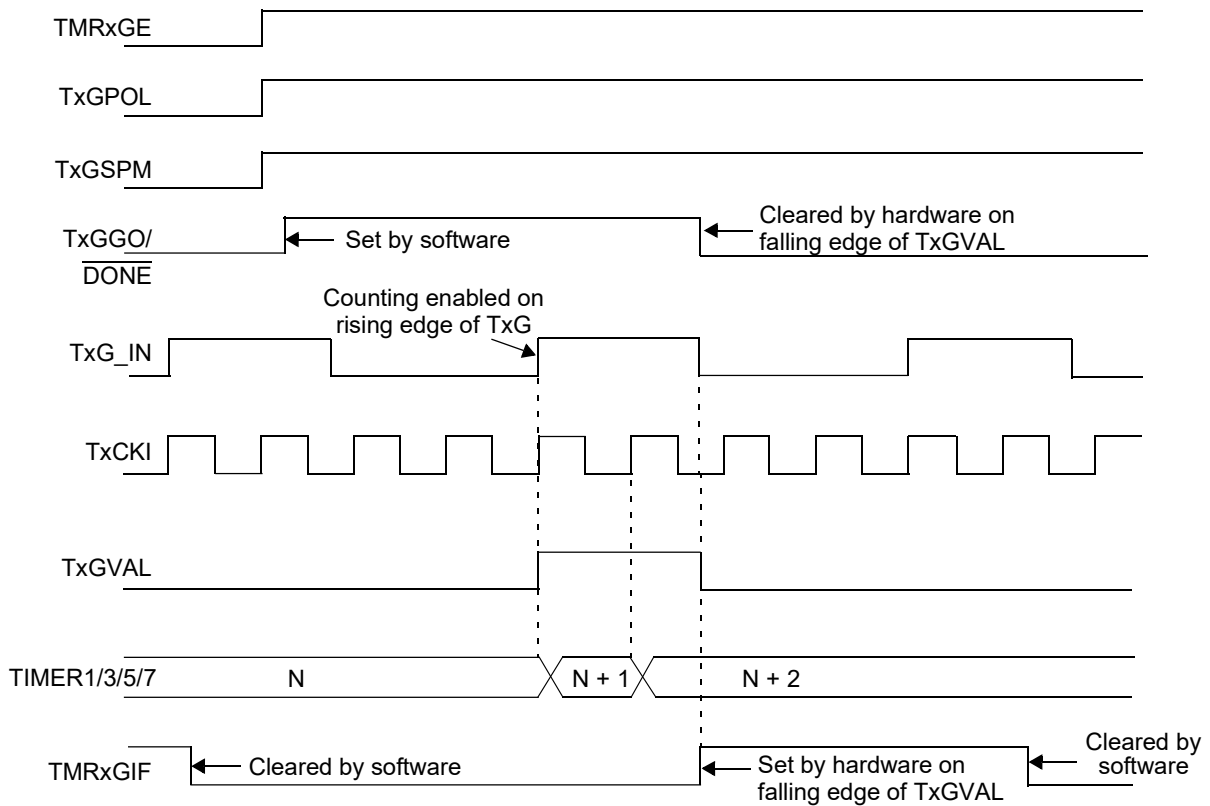 TMRxGE
TxGPOL
TxGSPM
TxGGO/
DONE
Set by software
Cleared by hardware on
falling edge of TxGVAL
Counting enabled on
rising edge of TxG
TxG_IN
TxCKI
TxGVAL
TIMER1/3/5/7
N
N + 1
N + 2
TMRxGIF
Cleared by software
Set by hardware on
falling edge of TxGVAL
Cleared by
software